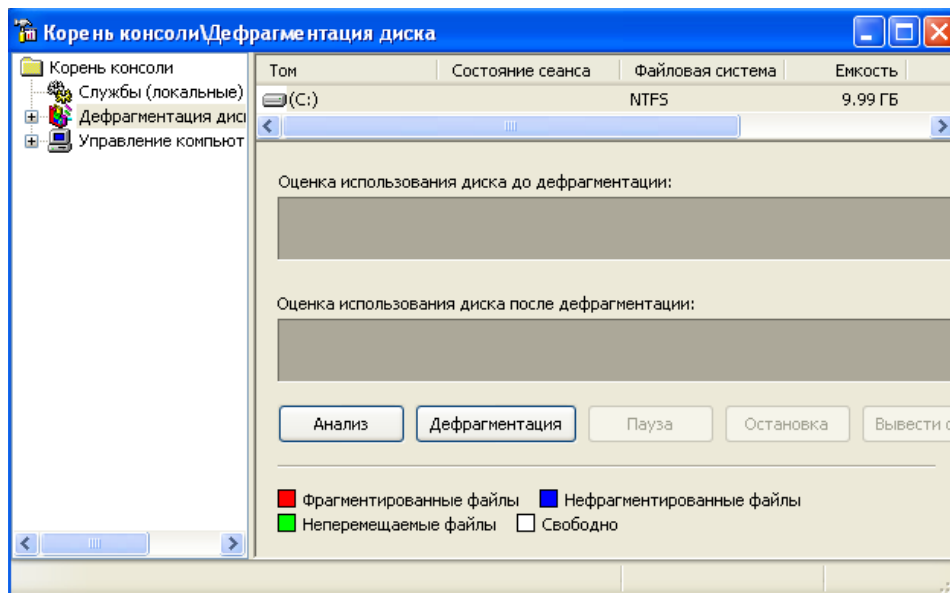 Корень консоли\Дефрагментация диска
Корень консоли
Службы (локальные)
Дефрагментация дис
Управление компьют
Том Состояние сеанса Файловая система Емкость
(C:) NTFS 9.99 ГБ
Оценка использования диска до дефрагментации:
Оценка использования диска после дефрагментации:
Анализ Дефрагментация Пауза Остановка Вывести о
Фрагментированные файлы Нефрагментированные файлы
Неперемещаемые файлы Свободно